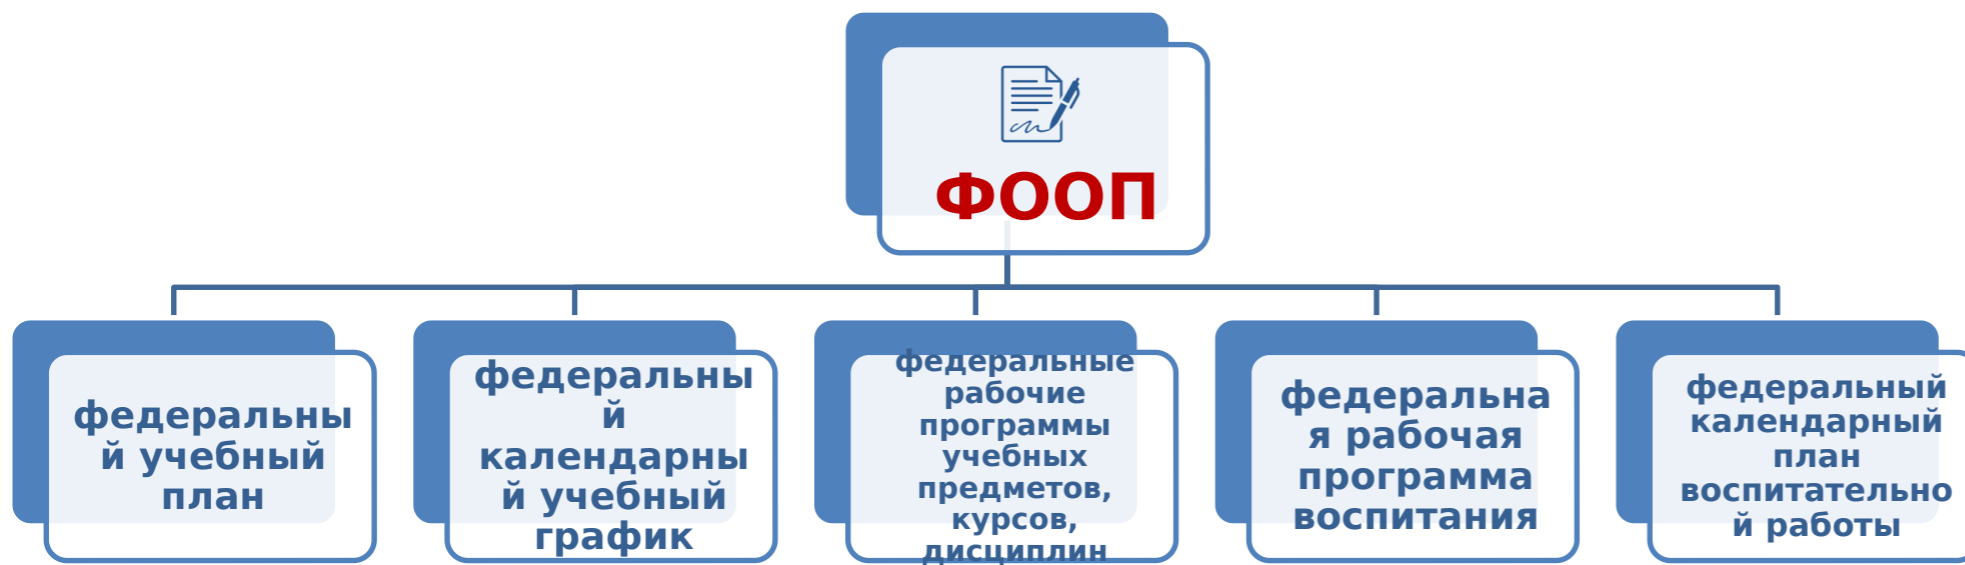 ФООП
федеральны
й учебный
план
федеральны
й
календарны
й учебный
график
федеральные
рабочие
программы
учебных
предметов,
курсов,
дисциплин
федеральна
я рабочая
программа
воспитания
федеральный
календарный
план
воспитательно
й работы